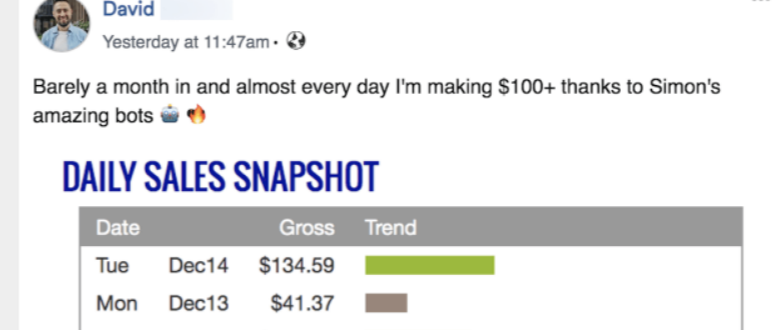 David
Yesterday at 11:47am ·
Barely a month in and almost every day I'm making $100+ thanks to Simon's
amazing bots 🤖 🔥
DAILY SALES SNAPSHOT
Date Gross Trend
Tue Dec14 $134.59
Mon Dec13 $41.37